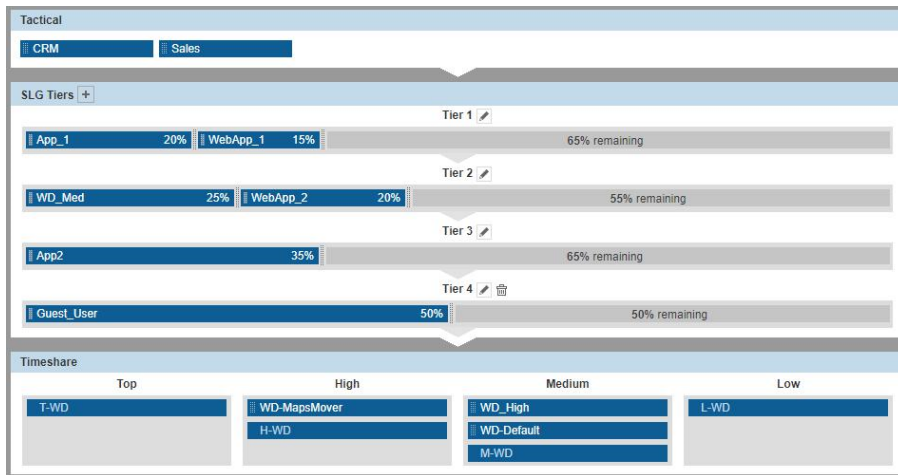 Tactical
CRM Sales
SLG Tiers +
Tier 1
App_1 20% WebApp_1 15% 65% remaining
Tier 2
WD_Med 25% WebApp_2 20% 55% remaining
Tier 3
App2 35% 65% remaining
Tier 4
Guest_User 50% 50% remaining
Timeshare
Top High Medium Low
T-WD WD-MapsMover WD_High L-WD
H-WD WD-Default
M-WD